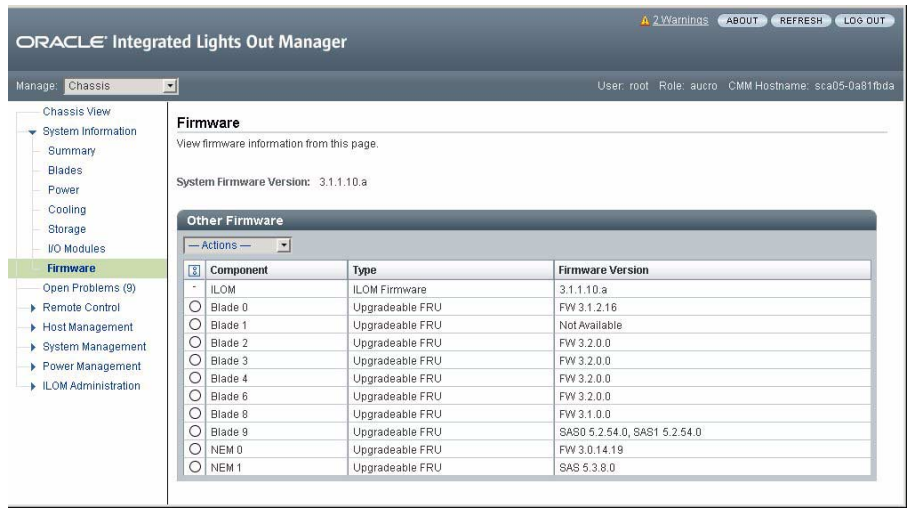 2 Warnings ABOUT REFRESH LOG OUT
ORACLE Integrated Lights Out Manager
Manage: Chassis User: root Role: aucro CMM Hostname: sca05-0a81fbda
Chassis View
System Information
Summary
Blades
Power
Cooling
Storage
I/O Modules
Firmware
Open Problems (9)
Remote Control
Host Management
System Management
Power Management
ILOM Administration
Firmware
View firmware information from this page.
System Firmware Version: 3.1.1.10.a
Other Firmware
— Actions —
Component Type Firmware Version
- ILOM ILOM Firmware 3.1.1.10.a
Blade 0 Upgradeable FRU FW 3.1.2.16
Blade 1 Upgradeable FRU Not Available
Blade 2 Upgradeable FRU FW 3.2.0.0
Blade 3 Upgradeable FRU FW 3.2.0.0
Blade 4 Upgradeable FRU FW 3.2.0.0
Blade 6 Upgradeable FRU FW 3.2.0.0
Blade 8 Upgradeable FRU FW 3.1.0.0
Blade 9 Upgradeable FRU SAS0 5.2.54.0, SAS1 5.2.54.0
NEM 0 Upgradeable FRU FW 3.0.14.19
NEM 1 Upgradeable FRU SAS 5.3.8.0